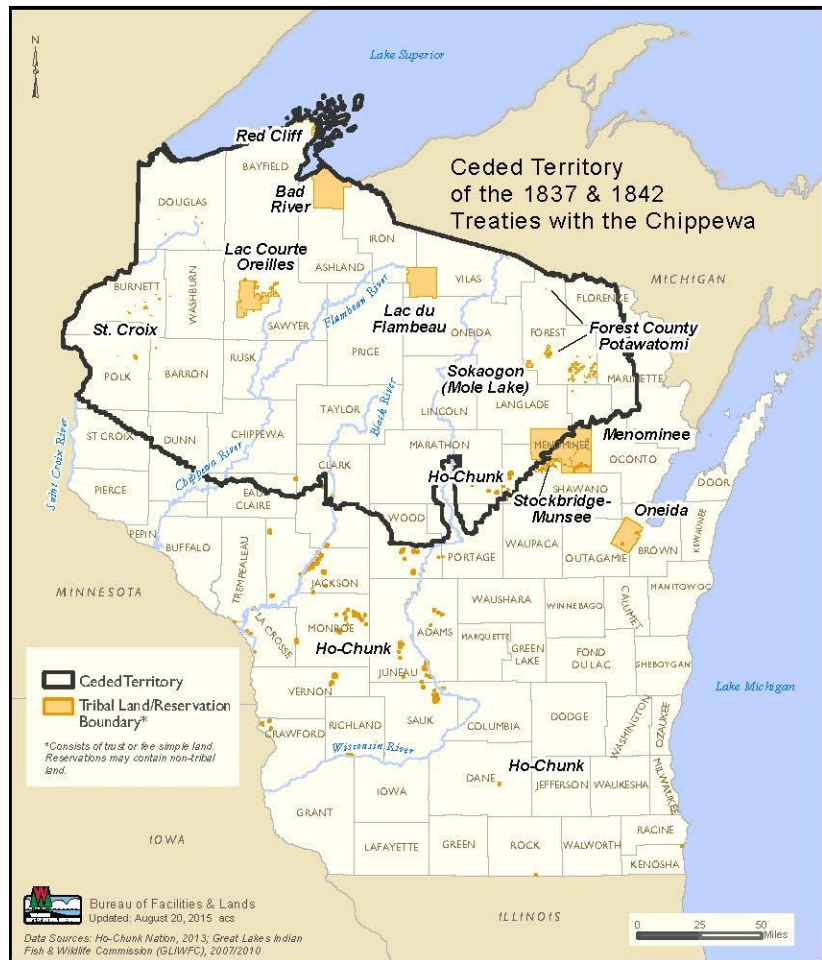 N
Lake Superior
Red Cliff
BAYFIELD
Ceded Territory
of the 1837 & 1842
Treaties with the Chippewa
Bad
River
DOUGLAS
IRON
Lac Courte
Oreilles
ASHLAND
VILAS
MICHIGAN
BURNETT
WASHBURN
SAWYER
Flambeau River
Lac du
Flambeau
FLORENCE
FOREST
Forest County
Potawatomi
St. Croix
ONEIDA
RUSK
PRICE
POLK
BARRON
Sokaogon
(Mole Lake)
MARINETTE
TAYLOR
Black River
LINCOLN
LANGLADE
ST CROIX
DUNN
CHIPPEWA
MARATHON
MENOMINEE
Menominee
Saint Croix River
Chippewa River
CLARK
Ho-Chunk
OCONTO
DOOR
PIERCE
EAU
CLAIRE
SHAWANO
Stockbridge-
Munsee
Oneida
PEPIN
BUFFALO
WOOD
PORTAGE
WAUPACA
OUTAGAMIE
BROWN
KEWAUNEE
TREMPEALEAU
JACKSON
MINNESOTA
WAUSHARA
WINNEBAGO
CALUMET
MANITOWOC
LA CROSSE
MONROE
ADAMS
MARQUETTE
GREEN
LAKE
FOND
DU LAC
SHEBOYGAN
Ho-Chunk
JUNEAU
VERNON
Lake Michigan
Ceded Territory
Tribal Land/Reservation
Boundary*
*Consists of trust or fee simple land.
Reservations may contain non-tribal
land.
CRAWFORD
RICHLAND
SAUK
COLUMBIA
DODGE
WASHINGTON
OZAUKEE
Wisconsin River
Ho-Chunk
MILWAUKEE
GRANT
IOWA
DANE
JEFFERSON
WAUKESHA
IOWA
LAFAYETTE
GREEN
ROCK
WALWORTH
RACINE
KENOSHA
W
Bureau of Facilities & Lands
Updated: August 20, 2015 acs
ILLINOIS
0 25 50
Miles
Data Sources: Ho-Chunk Nation, 2013; Great Lakes Indian
Fish & Wildlife Commission (GLIWFC), 2007/2010